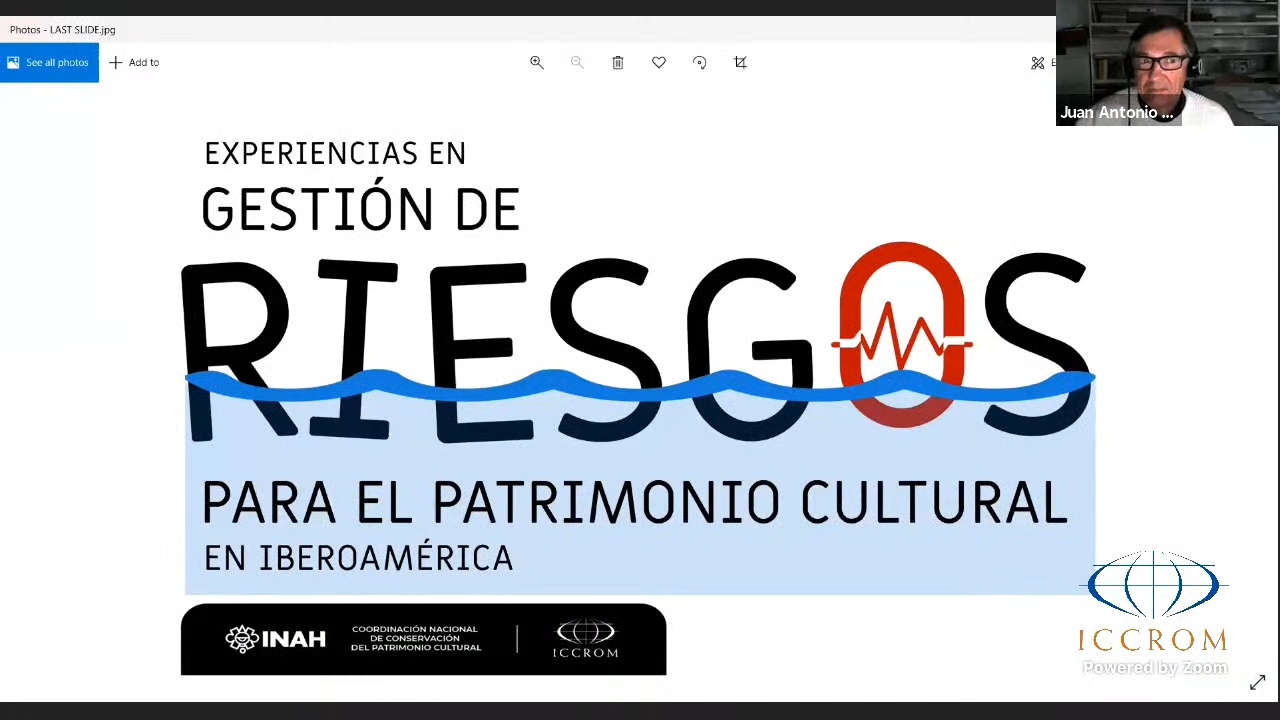 Photos - LAST SLIDE.jpg
See all photos
Add to
E
Juan Antonio ...
EXPERIENCIAS EN
GESTIÓN DE
RIESGOS
PARA EL PATRIMONIO CULTURAL
EN IBEROAMÉRICA
INAH
COORDINACIÓN NACIONAL
DE CONSERVACIÓN
DEL PATRIMONIO CULTURAL
ICCROM
ICCROM
Powered by Zoom